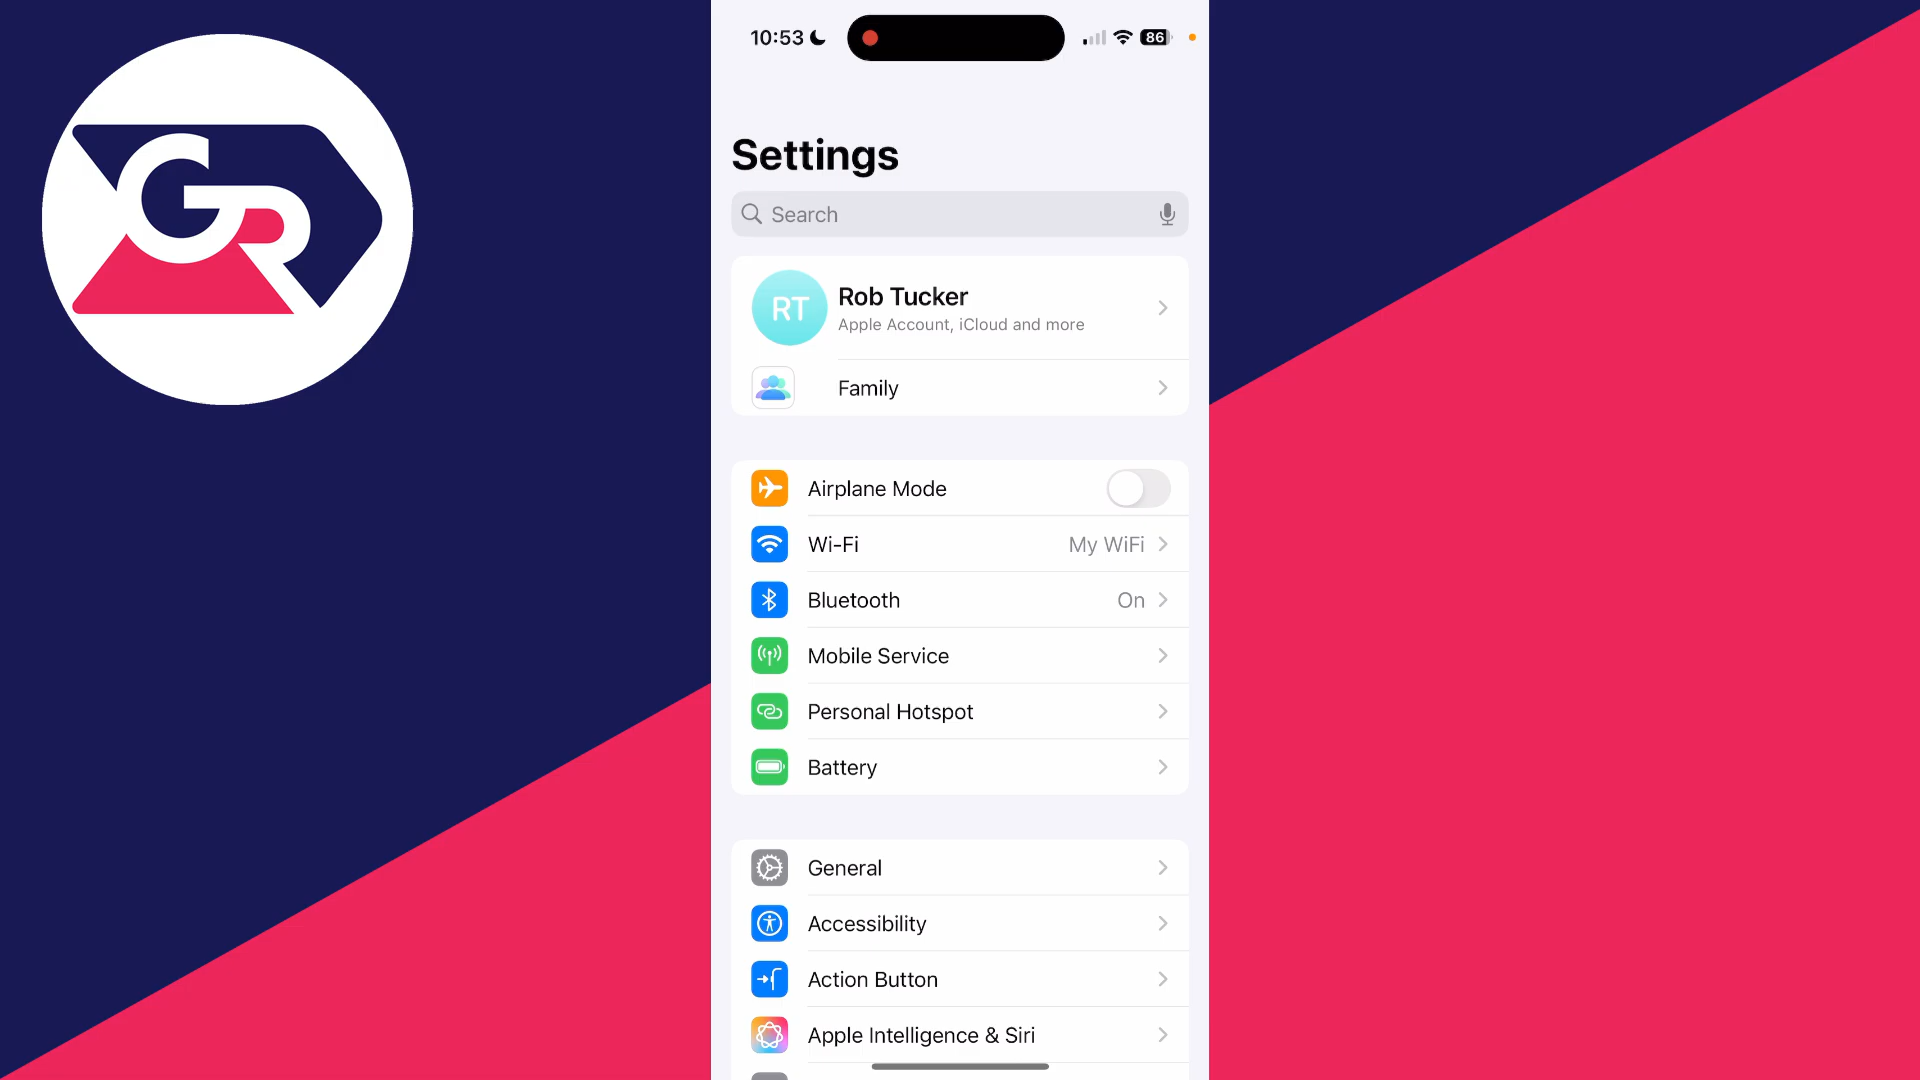 GR
10:53
86
Settings
Search
RT
Rob Tucker
Apple Account, iCloud and more
Family
Airplane Mode
Wi-Fi
My WiFi
Bluetooth
On
Mobile Service
Personal Hotspot
Battery
General
Accessibility
Action Button
Apple Intelligence & Siri